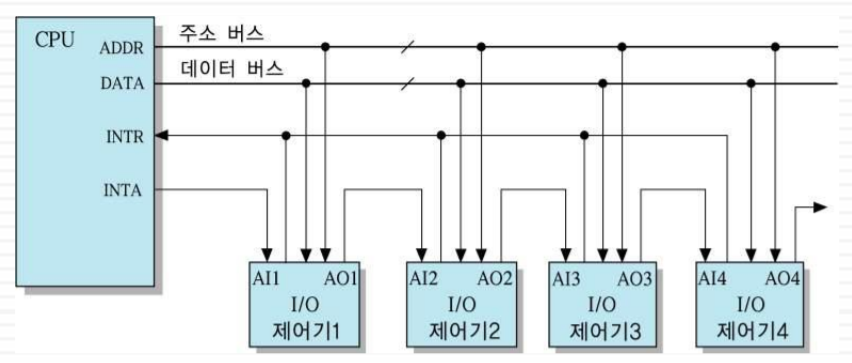 주소 버스
CPU
ADDR
데이터 버스
DATA
INTR
INTA
AI1 AO1
I/O
제어기1
AI2 AO2
I/O
제어기2
AI3 AO3
I/O
제어기3
AI4 AO4
I/O
제어기4